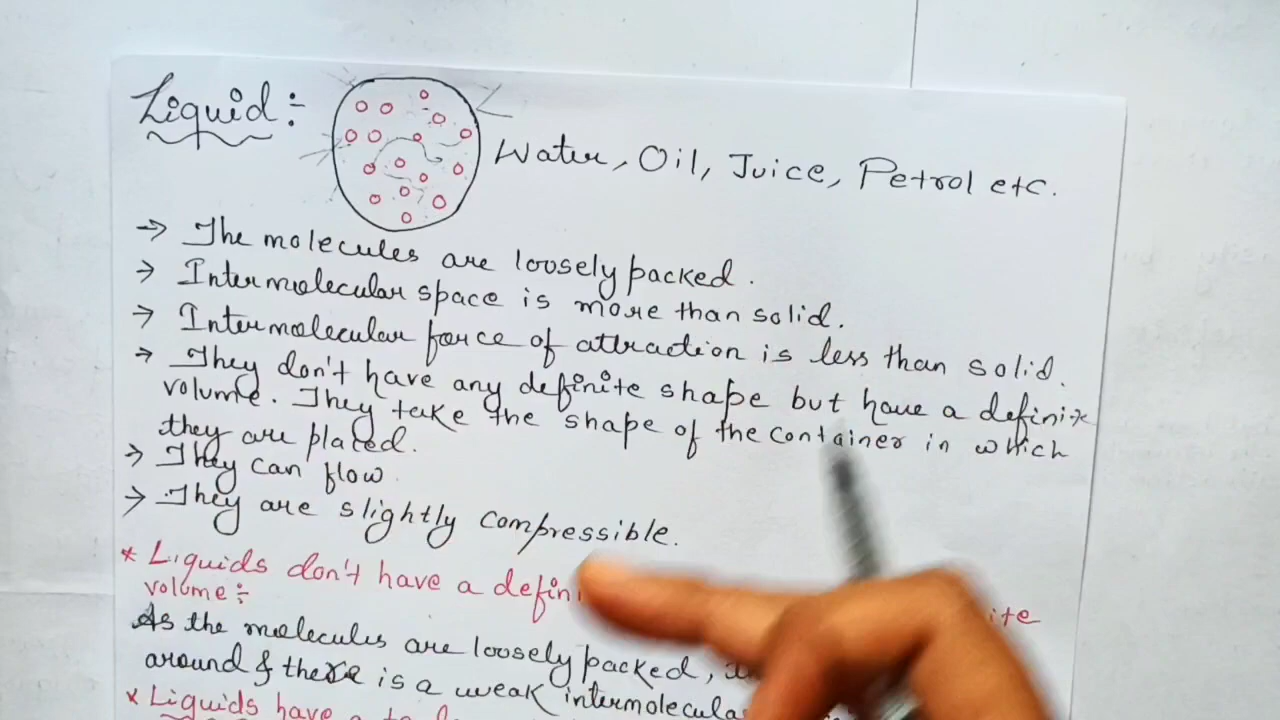 Liquid:
Water, Oil, Juice, Petrol etc.
→ The molecules are loosely packed.
→ Intermolecular space is more than solid.
→ Intermolecular force of attraction is less than solid.
→ They don't have any definite shape but have a definite
volume. They take the shape of the container in which
they are placed.
→ They can flow
→ They are slightly compressible.
* Liquids don't have a
volume:
As the molecules are loosely packed,
around & there is a weak
* Liquids have a